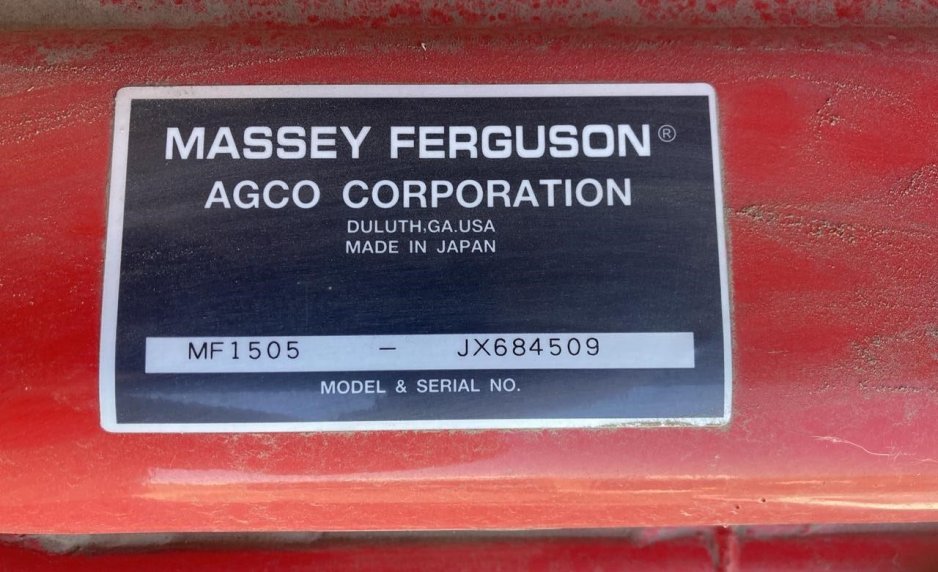 MASSEY FERGUSON®
AGCO CORPORATION
DULUTH,GA.USA
MADE IN JAPAN
MF1505 - JX684509
MODEL & SERIAL NO.